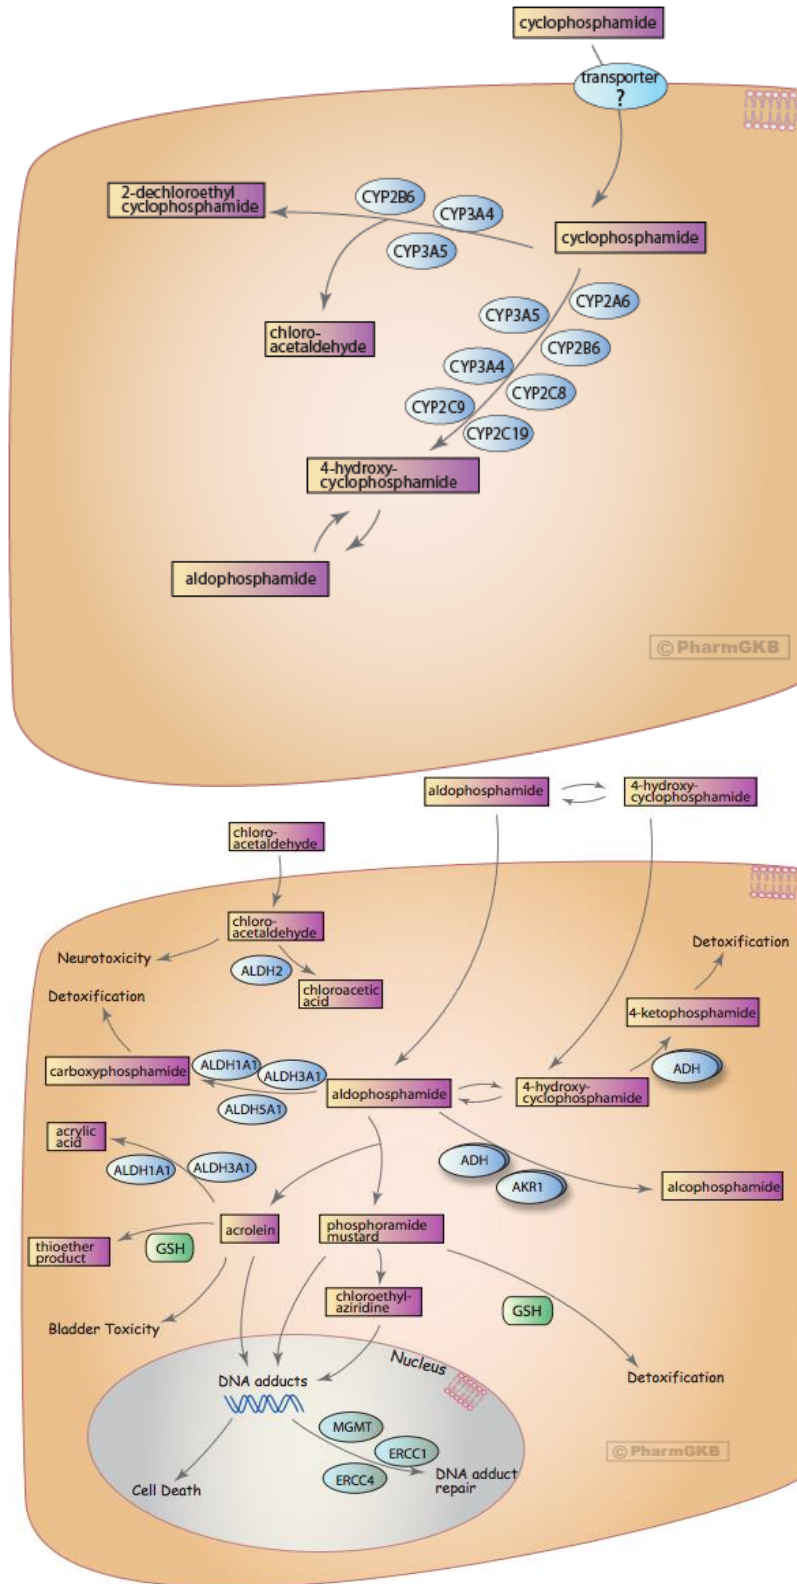 cyclophosphamide
transporter
?
2-dechloroethyl
cyclophosphamide
CYP2B6
CYP3A4
CYP3A5
cyclophosphamide
chloro-
acetaldehyde
CYP3A5
CYP2A6
CYP2B6
CYP3A4
CYP2C8
CYP2C9
CYP2C19
4-hydroxy-
cyclophosphamide
aldophosphamide
© PharmGKB
aldophosphamide
4-hydroxy-
cyclophosphamide
chloro-
acetaldehyde
chloro-
acetaldehyde
Neurotoxicity
ALDH2
chloroacetic
acid
Detoxification
Detoxification
4-ketophosphamide
carboxyphosphamide
ALDH1A1
ALDH3A1
ALDH5A1
aldophosphamide
4-hydroxy-
cyclophosphamide
ADH
acrylic
acid
ALDH1A1
ALDH3A1
ADH
AKR1
alcophosphamide
acrolein
phosphoramide
mustard
thioether
product
GSH
chloroethyl-
aziridine
GSH
Bladder Toxicity
Nucleus
DNA adducts
Detoxification
MGMT
ERCC1
ERCC4
Cell Death
DNA adduct
repair
© PharmGKB